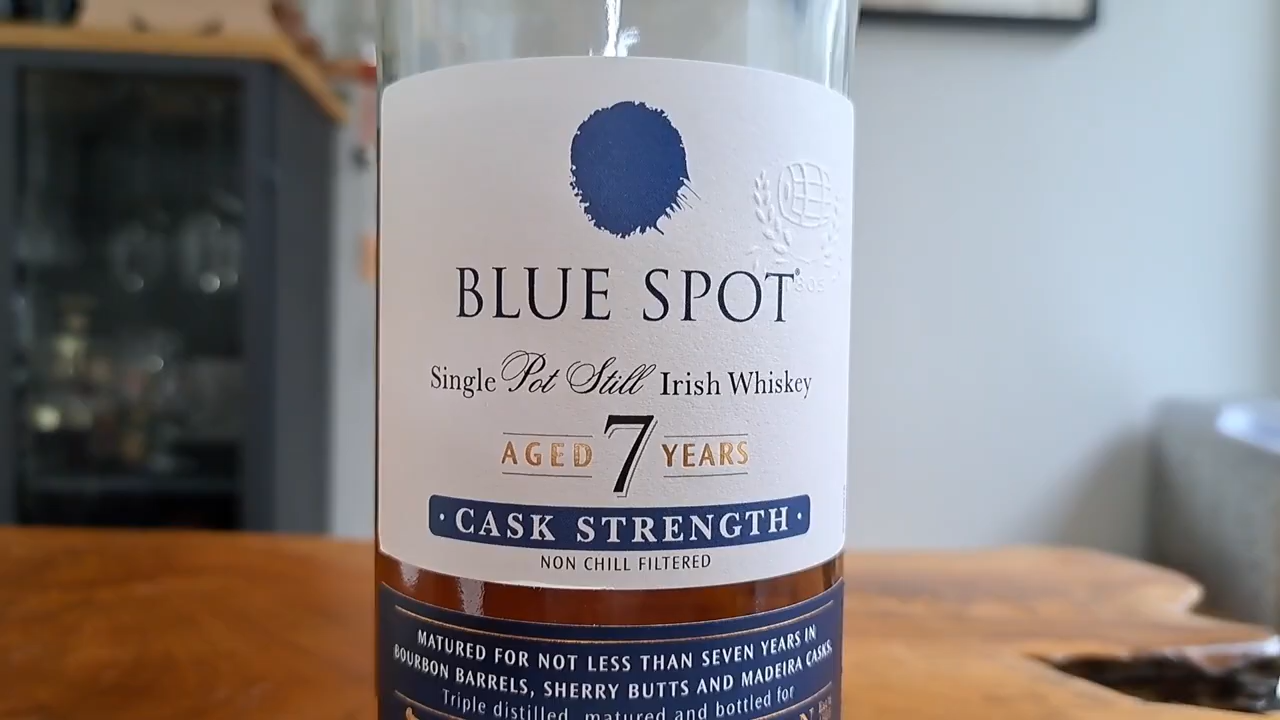 1805
BLUE SPOT
Single Pot Still Irish Whiskey
AGED 7 YEARS
· CASK STRENGTH ·
NON CHILL FILTERED
MATURED FOR NOT LESS THAN SEVEN YEARS IN
BOURBON BARRELS, SHERRY BUTTS AND MADEIRA CASKS.
Triple distilled, matured and bottled for